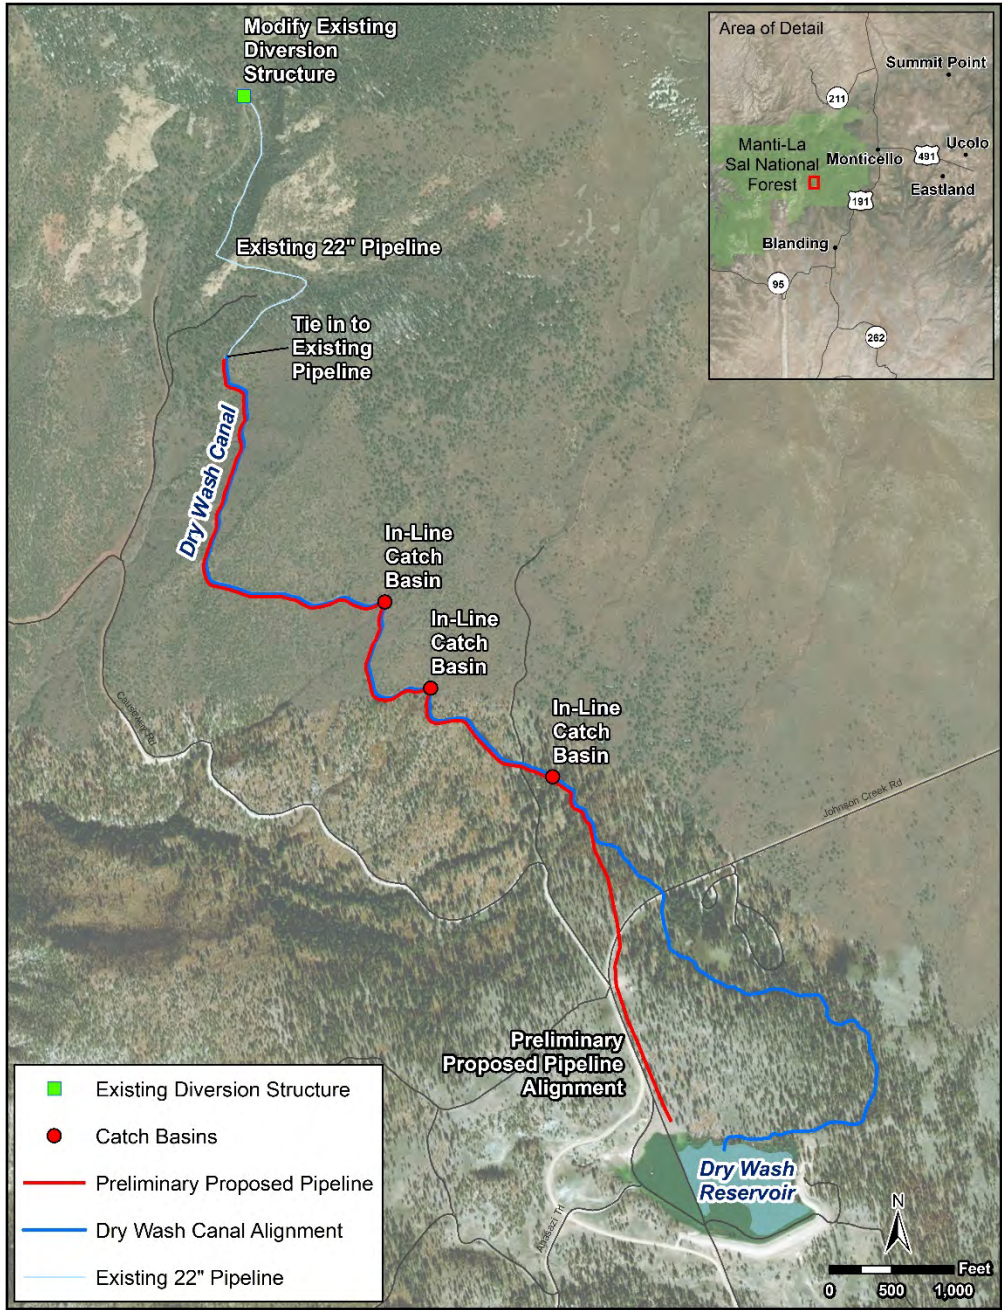 Modify Existing
Diversion
Structure
Existing 22" Pipeline
Tie in to
Existing
Pipeline
Dry Wash Canal
In-Line
Catch
Basin
In-Line
Catch
Basin
In-Line
Catch
Basin
Causeway Rd
Johnson Creek Rd
Preliminary
Proposed Pipeline
Alignment
Dry Wash
Reservoir
Anasazi Trl
Area of Detail
Summit Point
211
Manti-La
Sal National
Forest
Monticello
491
Ucolo
Eastland
191
Blanding
95
262
Existing Diversion Structure
Catch Basins
Preliminary Proposed Pipeline
Dry Wash Canal Alignment
Existing 22" Pipeline
N
Feet
0 500 1,000